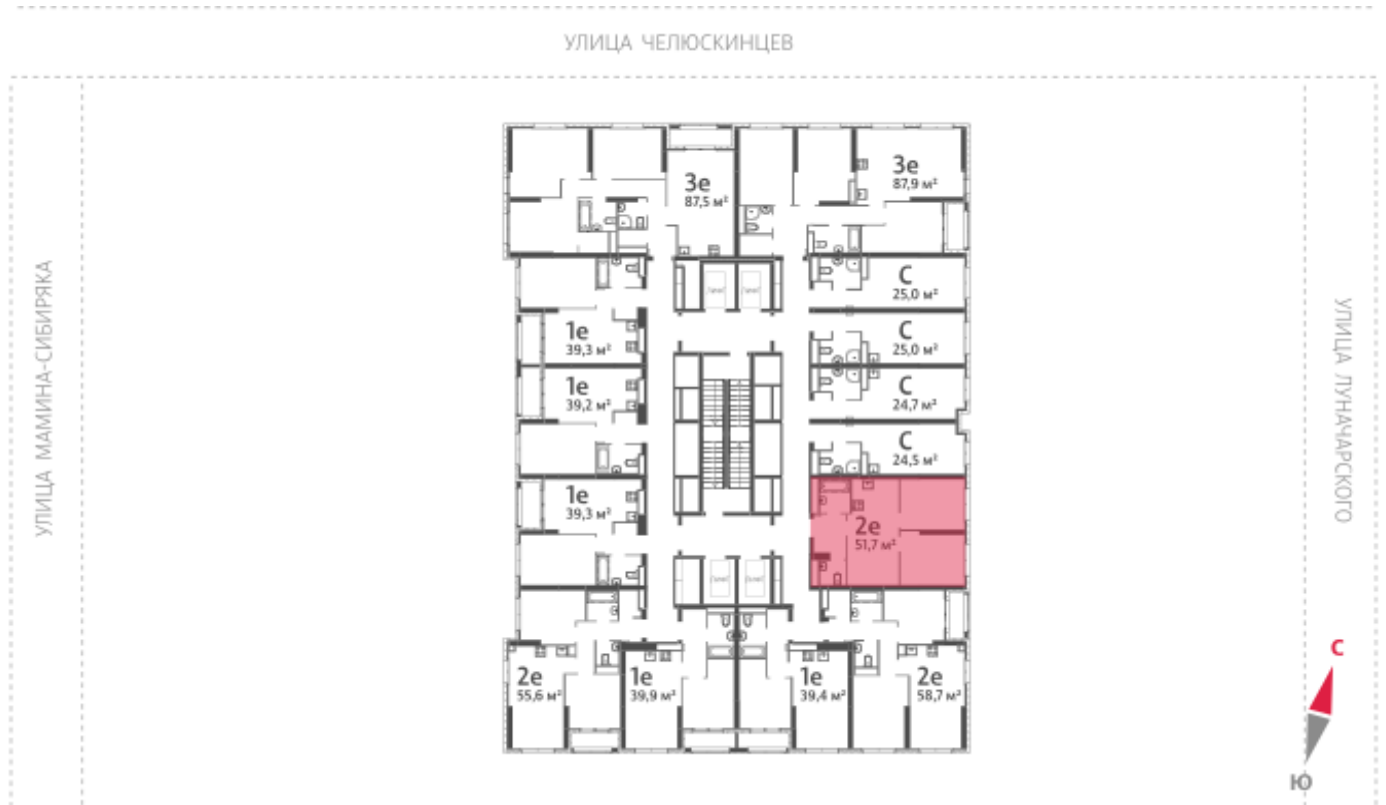 УЛИЦА ЧЕЛЮСКИНЦЕВ
УЛИЦА МАМИНА-СИБИРЯКА
УЛИЦА ЛУНАЧАРСКОГО
3е
87,5 м²
3е
87,9 м²
С
25,0 м²
1е
39,3 м²
С
25,0 м²
1е
39,2 м²
С
24,7 м²
С
24,5 м²
1е
39,3 м²
2е
51,7 м²
2е
55,6 м²
1е
39,9 м²
1е
39,4 м²
2е
58,7 м²
С
Ю